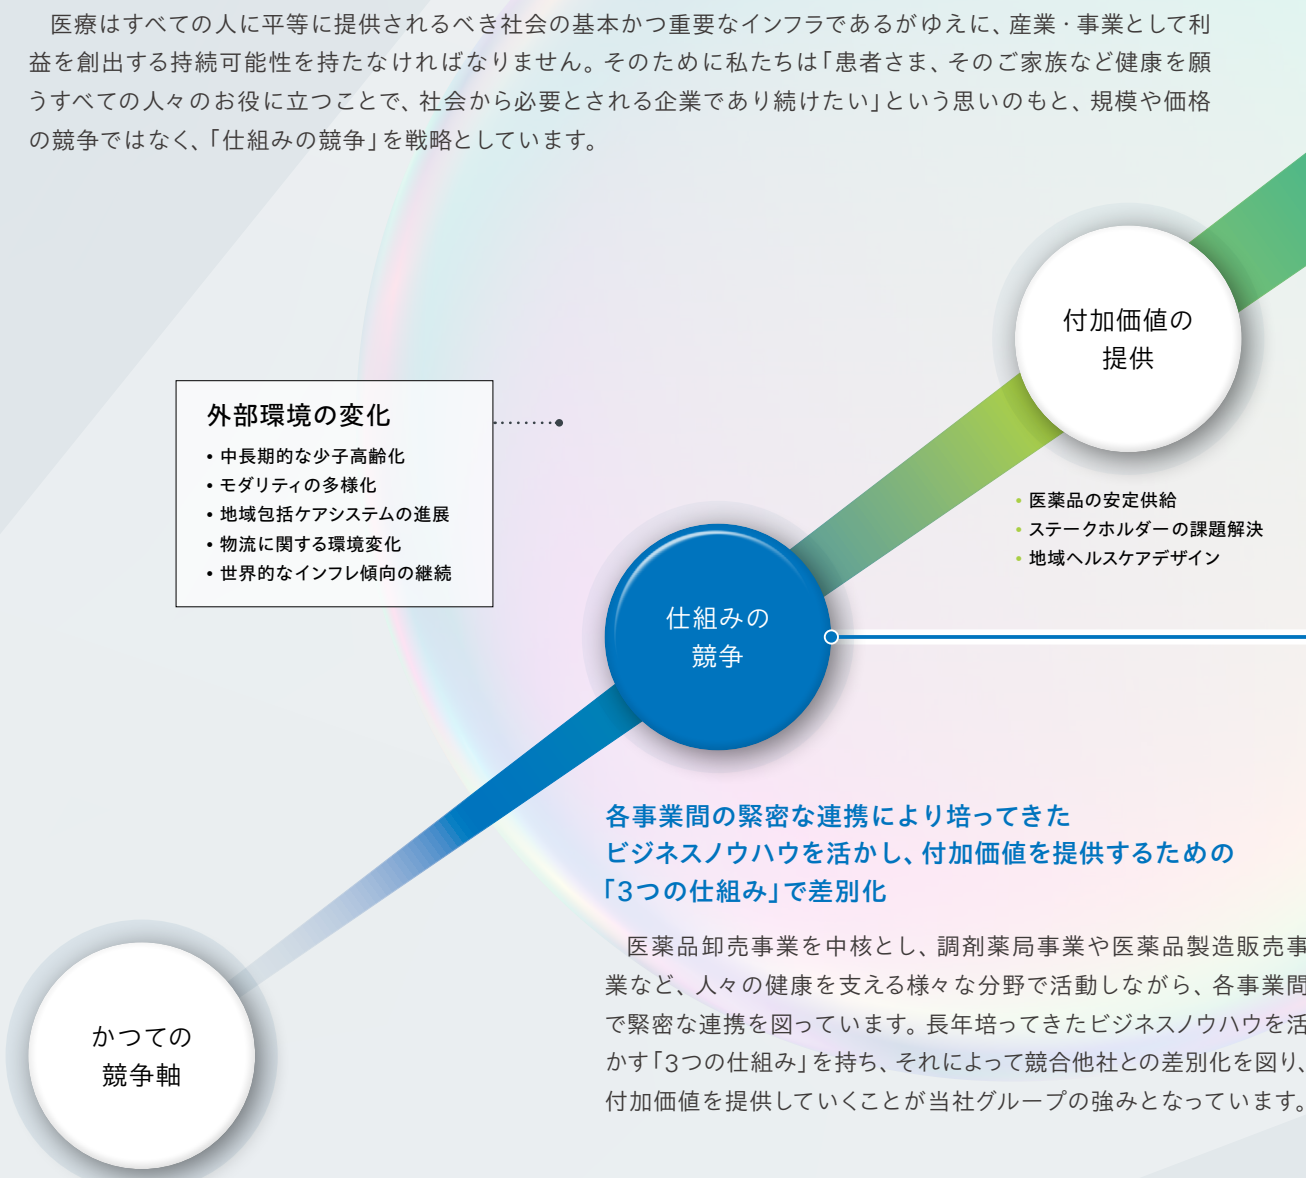 医療はすべての人に平等に提供されるべき社会の基本かつ重要なインフラであるがゆえに、産業・事業として利
益を創出する持続可能性を持たなければなりません。そのために私たちは「患者さま、そのご家族など健康を願
うすべての人々のお役に立つことで、社会から必要とされる企業であり続けたい」という思いのもと、規模や価格
の競争ではなく、「仕組みの競争」を戦略としています。
付加価値の
提供
• 医薬品の安定供給
• ステークホルダーの課題解決
• 地域ヘルスケアデザイン
外部環境の変化
• 中長期的な少子高齢化
• モダリティの多様化
• 地域包括ケアシステムの進展
• 物流に関する環境変化
• 世界的なインフレ傾向の継続
仕組みの
競争
各事業間の緊密な連携により培ってきた
ビジネスノウハウを活かし、付加価値を提供するための
「3つの仕組み」で差別化
医薬品卸売事業を中核とし、調剤薬局事業や医薬品製造販売事
業など、人々の健康を支える様々な分野で活動しながら、各事業間
で緊密な連携を図っています。長年培ってきたビジネスノウハウを活
かす「3つの仕組み」を持ち、それによって競合他社との差別化を図り、
付加価値を提供していくことが当社グループの強みとなっています。
かつての
競争軸